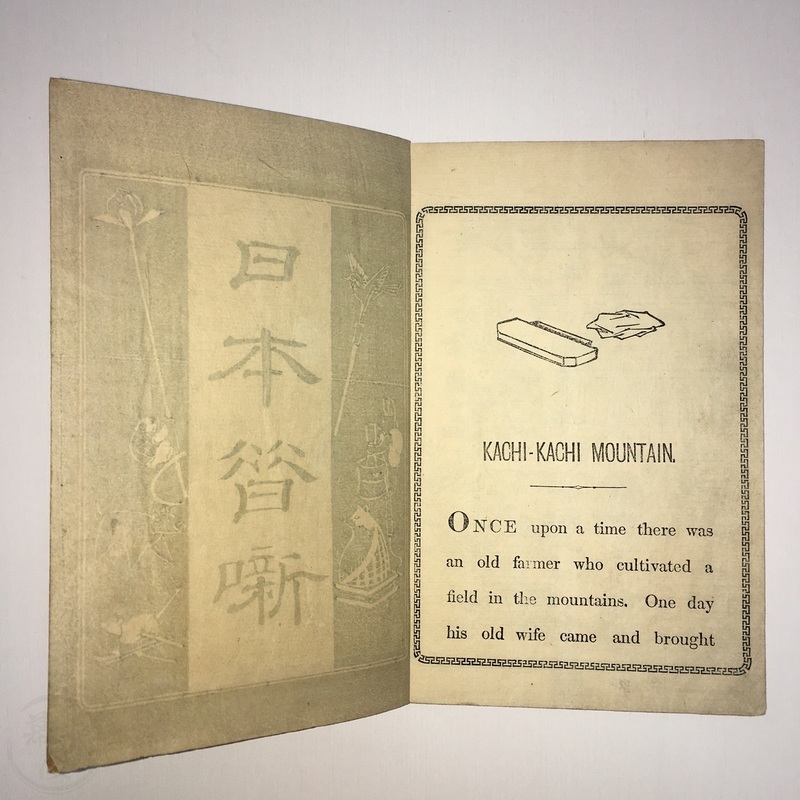 日
本
昔
噺
KACHI-KACHI MOUNTAIN.
ONCE upon a time there was
an old farmer who cultivated a
field in the mountains. One day
his old wife came and brought